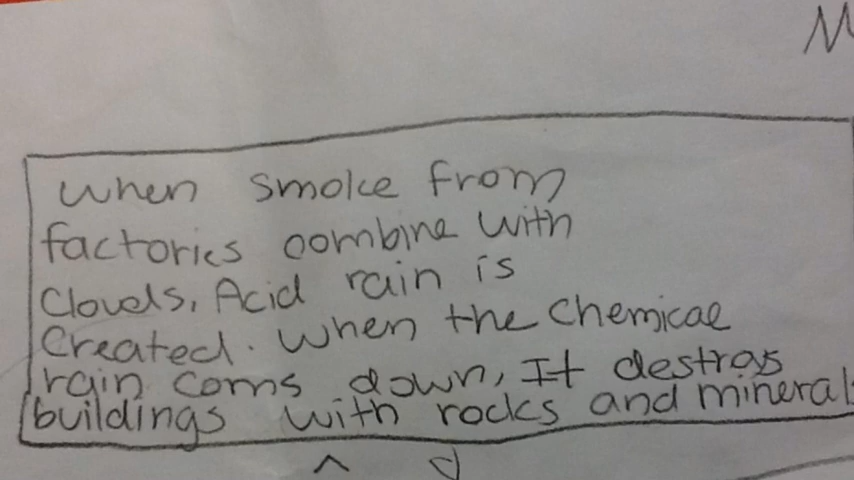 M
when smoke from
factories combine with
clouds, Acid rain is
created. when the chemical
rain coms down, It destroys
buildings with rocks and minerals